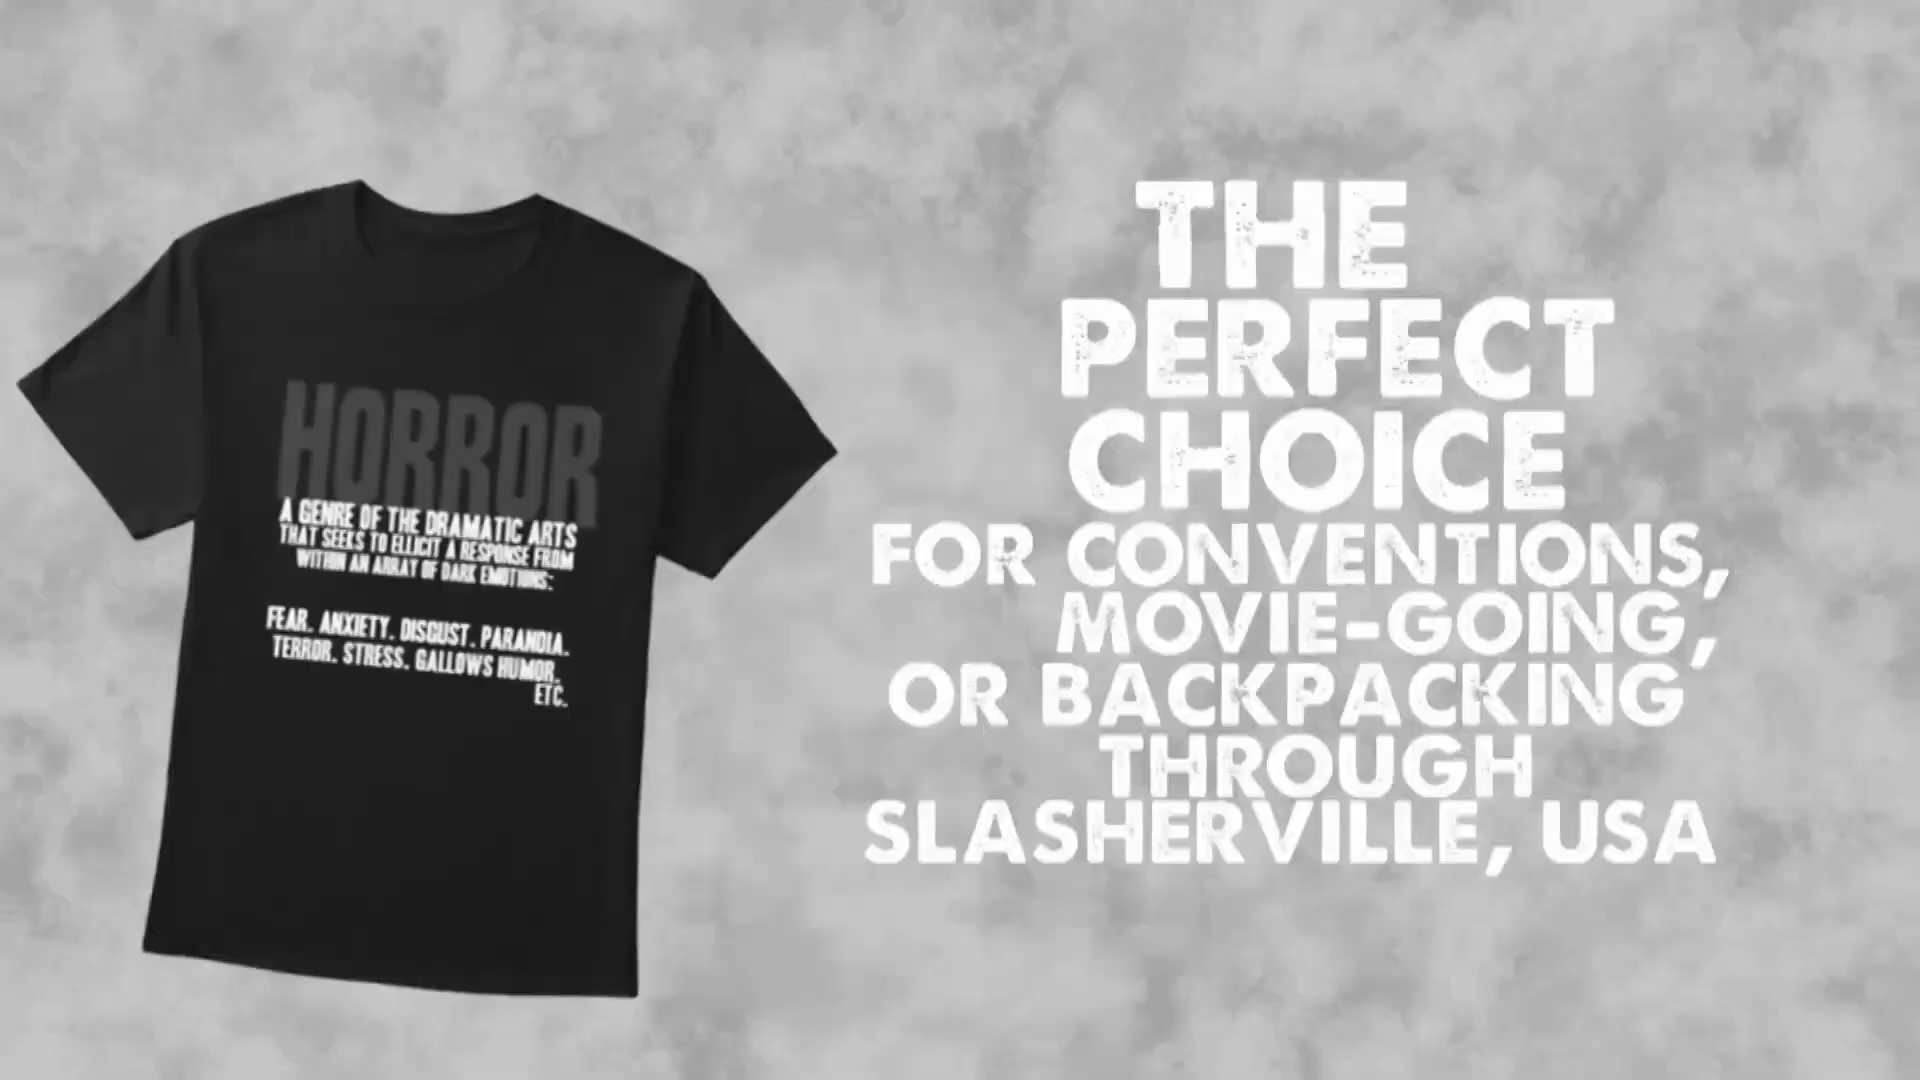 HORROR
A GENRE OF THE DRAMATIC ARTS
THAT SEEKS TO ELLICIT A RESPONSE FROM
WITHIN AN ARRAY OF DARK EMOTIONS:
FEAR. ANXIETY. DISGUST. PARANOIA.
TERROR. STRESS. GALLOWS HUMOR.
ETC.
THE
PERFECT
CHOICE
FOR CONVENTIONS,
MOVIE-GOING,
OR BACKPACKING
THROUGH
SLASHERVILLE, USA